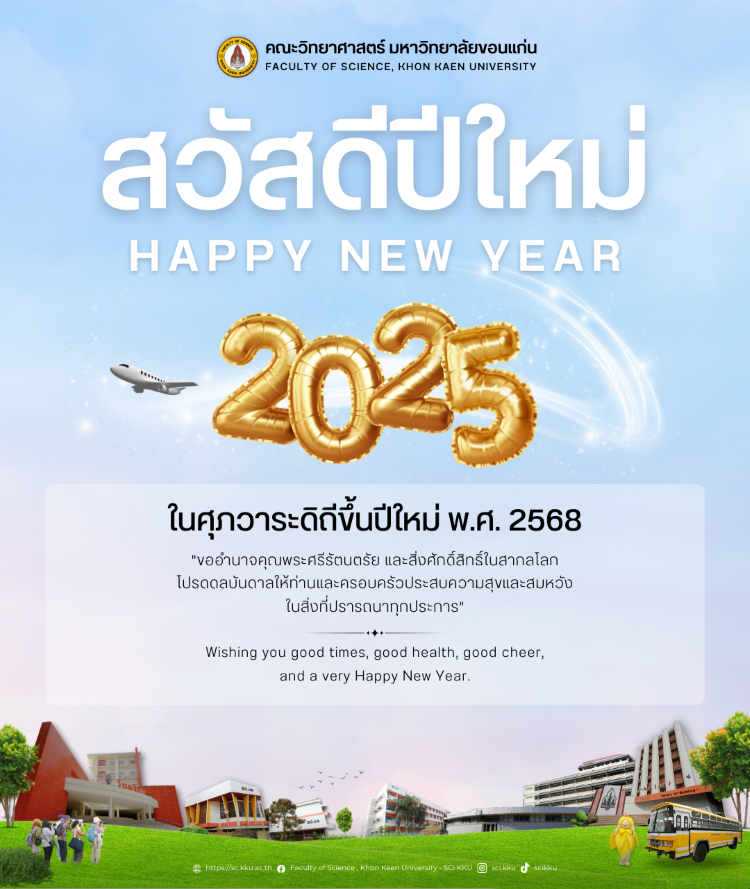 คณะวิทยาศาสตร์ มหาวิทยาลัยขอนแก่น
FACULTY OF SCIENCE, KHON KAEN UNIVERSITY
สวัสดีปีใหม่
HAPPY NEW YEAR
2025
ในศุภวาระดิถีขึ้นปีใหม่ พ.ศ. 2568
"ขออำนาจคุณพระศรีรัตนตรัย และสิ่งศักดิ์สิทธิ์ในสากลโลก
โปรดดลบันดาลให้ท่านและครอบครัวประสบความสุขและสมหวัง
ในสิ่งที่ปรารถนาทุกประการ"
Wishing you good times, good health, good cheer,
and a very Happy New Year.
https://sc.kku.ac.th Faculty of Science , Khon Kaen University - SCi KKU sci.kku scikku